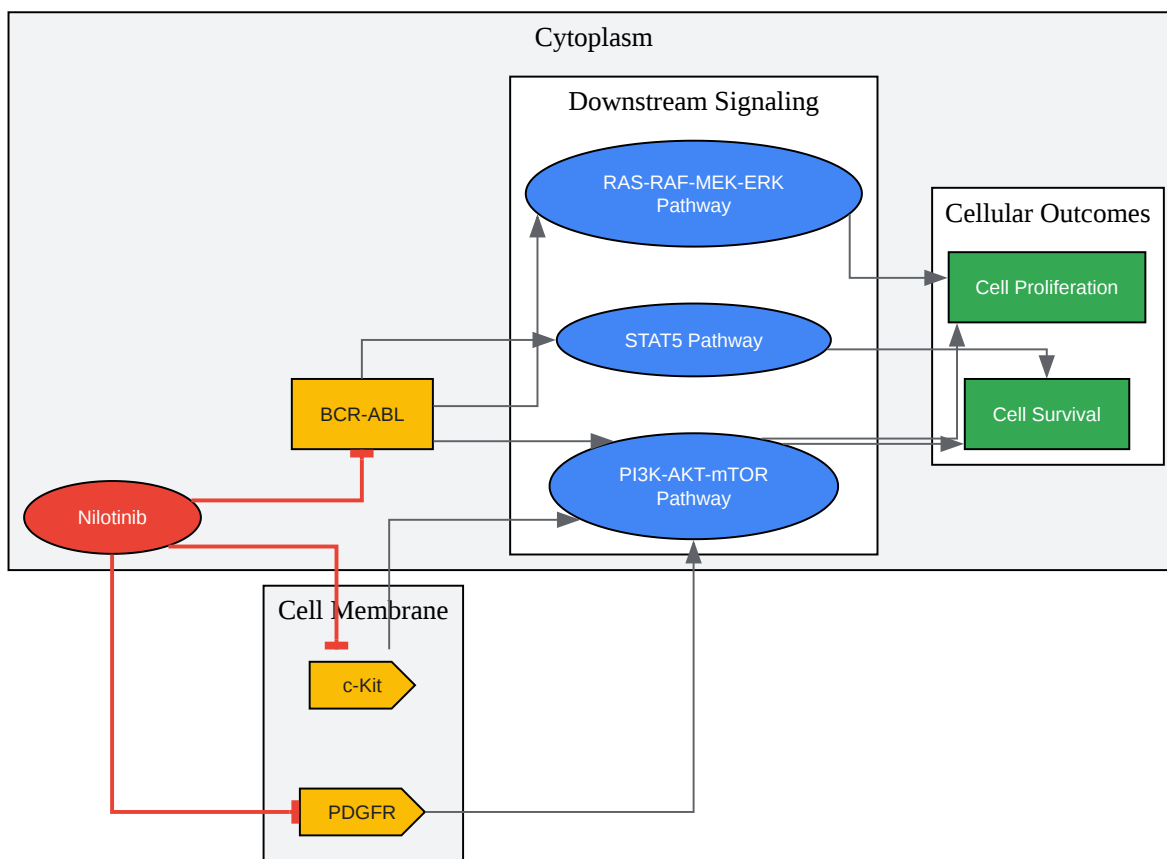 Cytoplasm
Downstream Signaling
RAS-RAF-MEK-ERK
Pathway
Cellular Outcomes
Cell Proliferation
STAT5 Pathway
BCR-ABL
Cell Survival
PI3K-AKT-mTOR
Pathway
Nilotinib
Cell Membrane
c-Kit
PDGFR